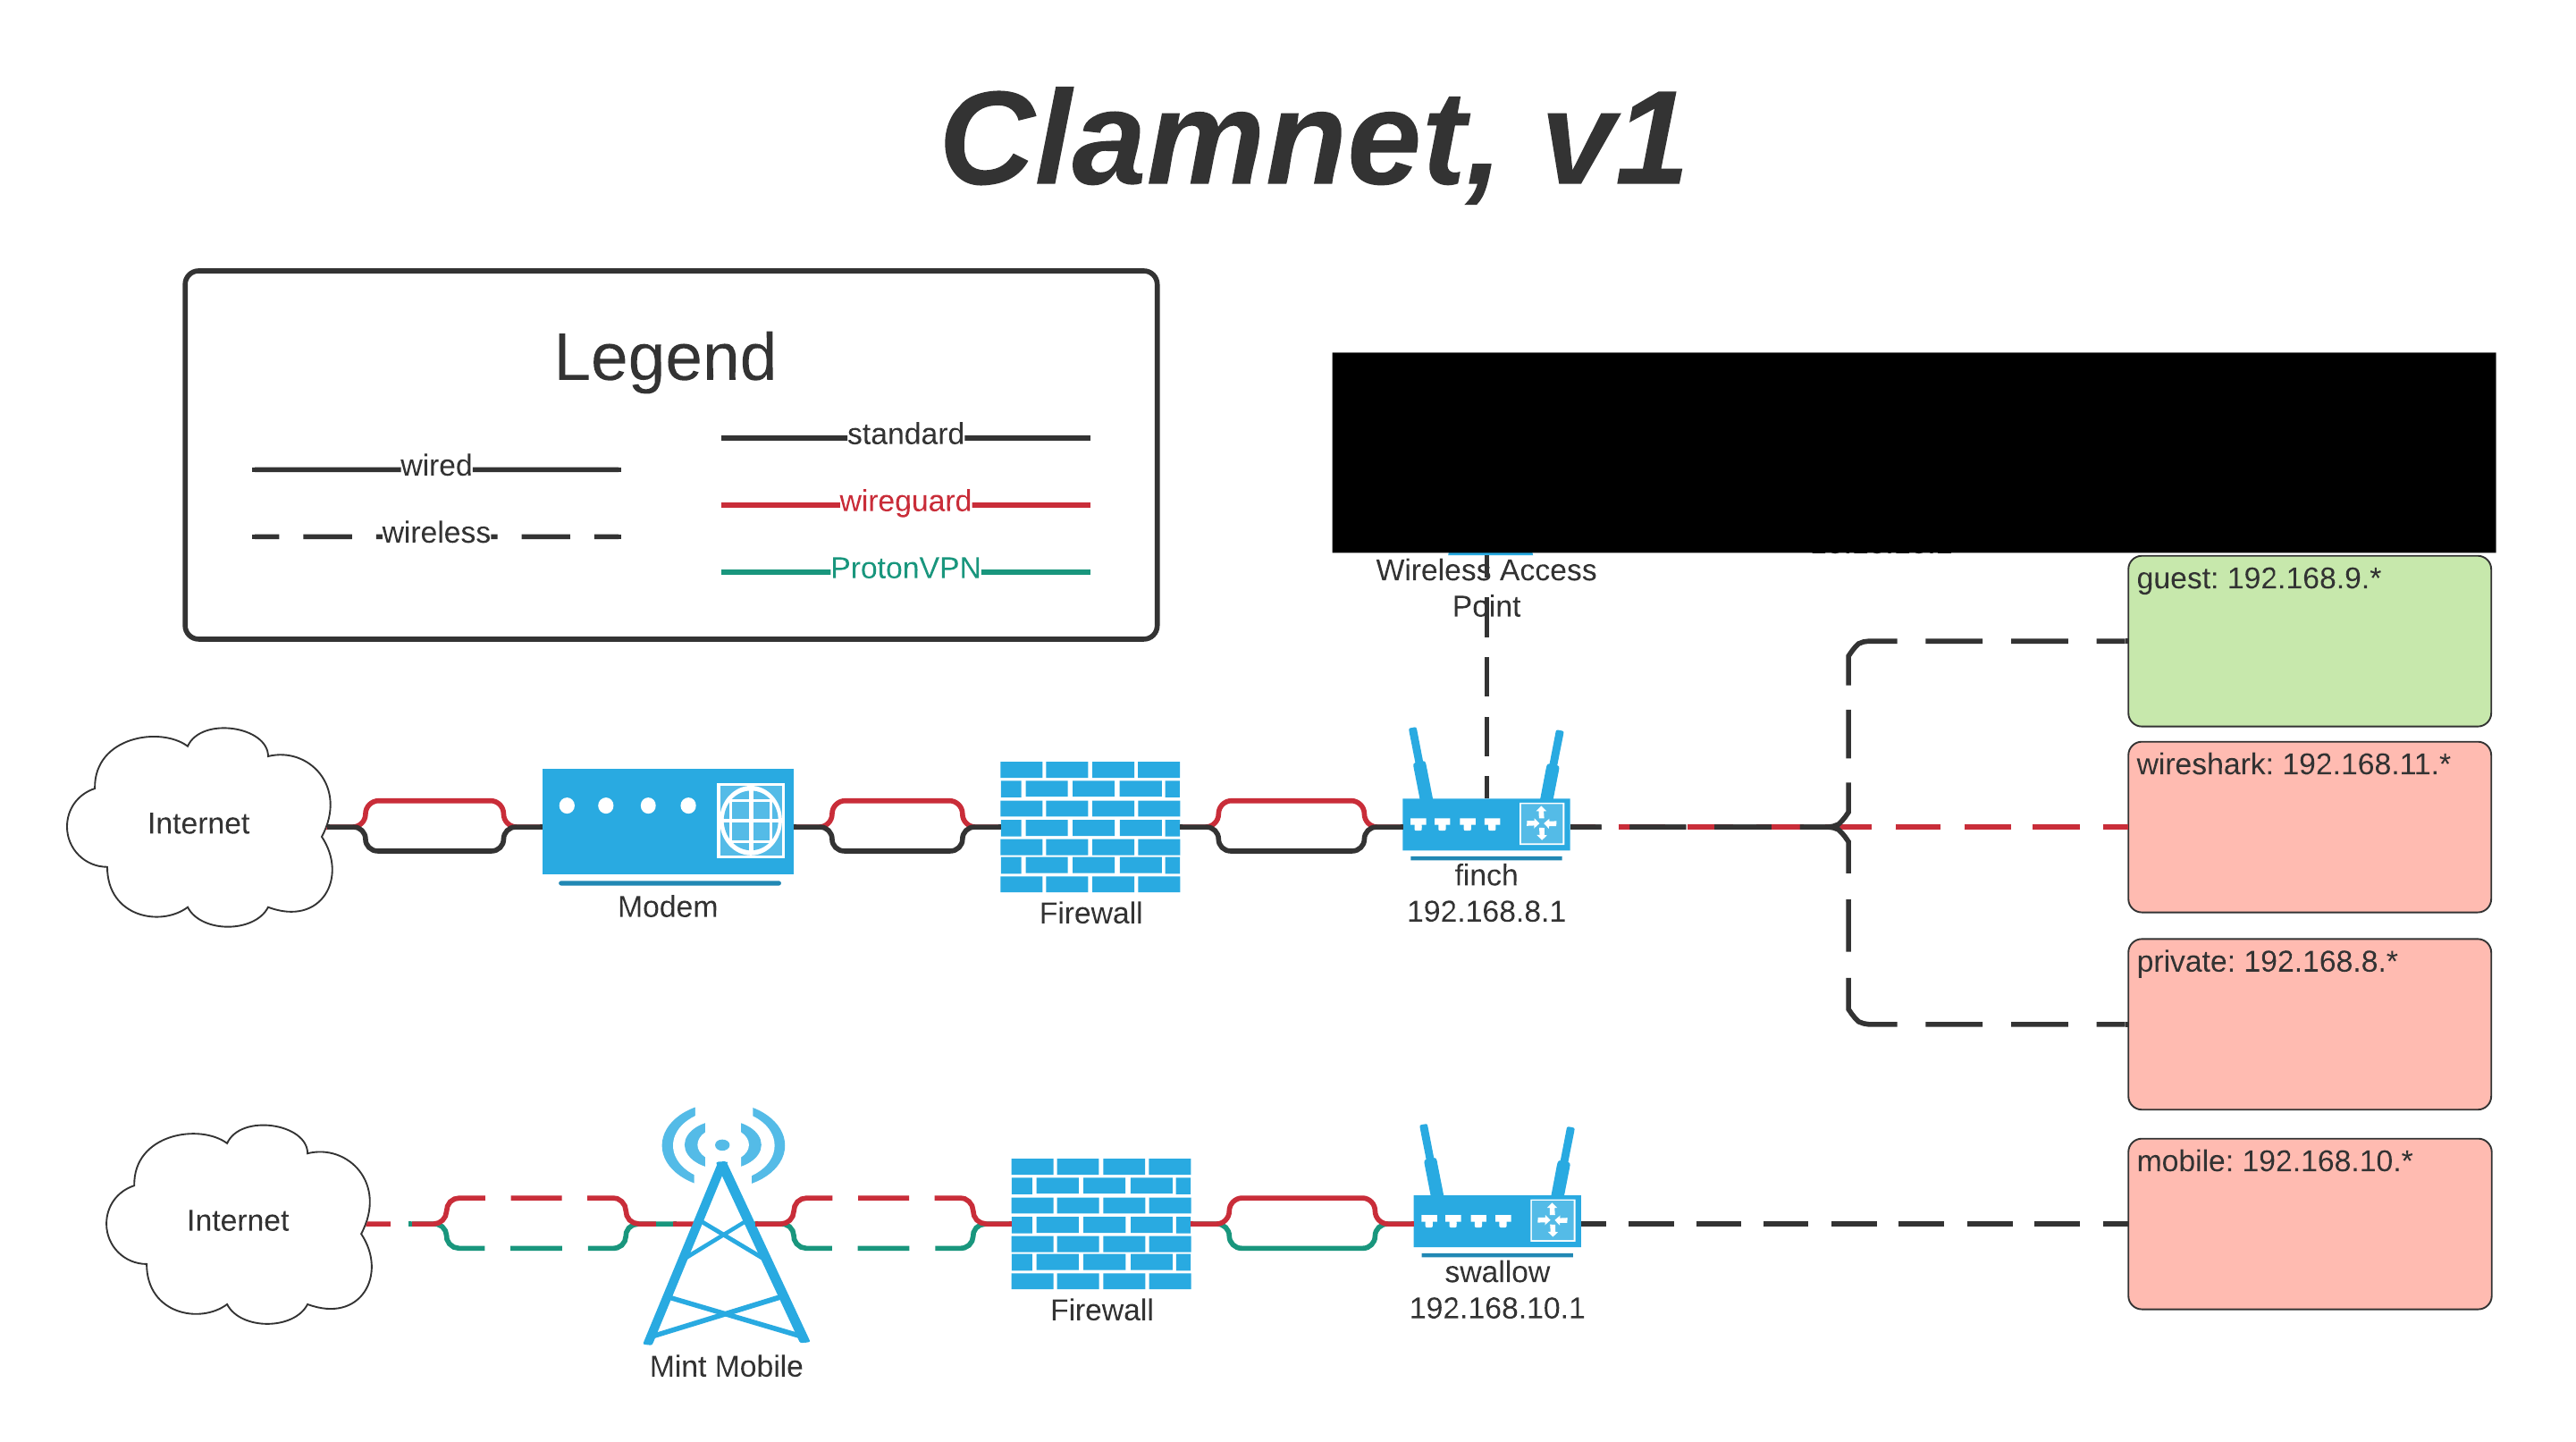 Clamnet, v1
Legend
standard
wired
wireguard
wireless
ProtonVPN
Wireless Access
Point
guest: 192.168.9.*
wireshark: 192.168.11.*
Internet
Modem
Firewall
finch
192.168.8.1
private: 192.168.8.*
mobile: 192.168.10.*
Internet
Mint Mobile
Firewall
swallow
192.168.10.1